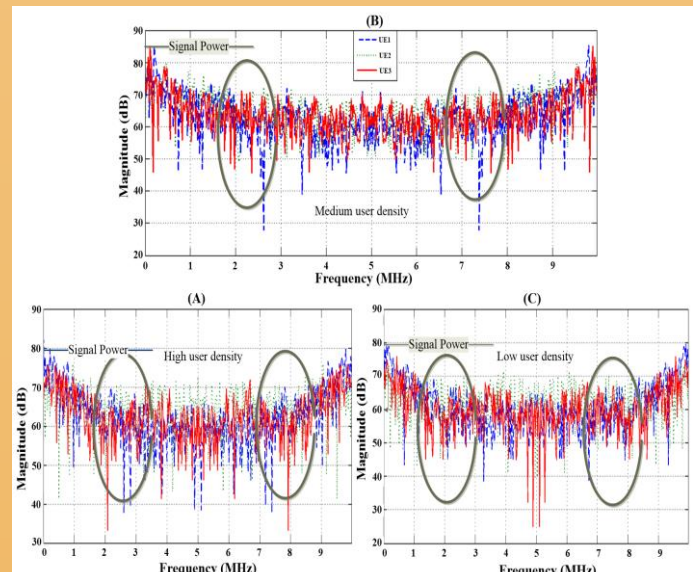 (B)
Signal Power
UE1
UE2
UE3
Magnitude (dB)
90
80
70
60
50
40
30
20
Medium user density
0 1 2 3 4 5 6 7 8 9
Frequency (MHz)
(A)
Signal Power
High user density
Magnitude (dB)
90
80
70
60
50
40
30
0 1 2 3 4 5 6 7 8 9
Frequency (MHz)
(C)
Signal Power
Low user density
Magnitude (dB)
90
80
70
60
50
40
30
20
0 1 2 3 4 5 6 7 8 9
Frequency (MHz)